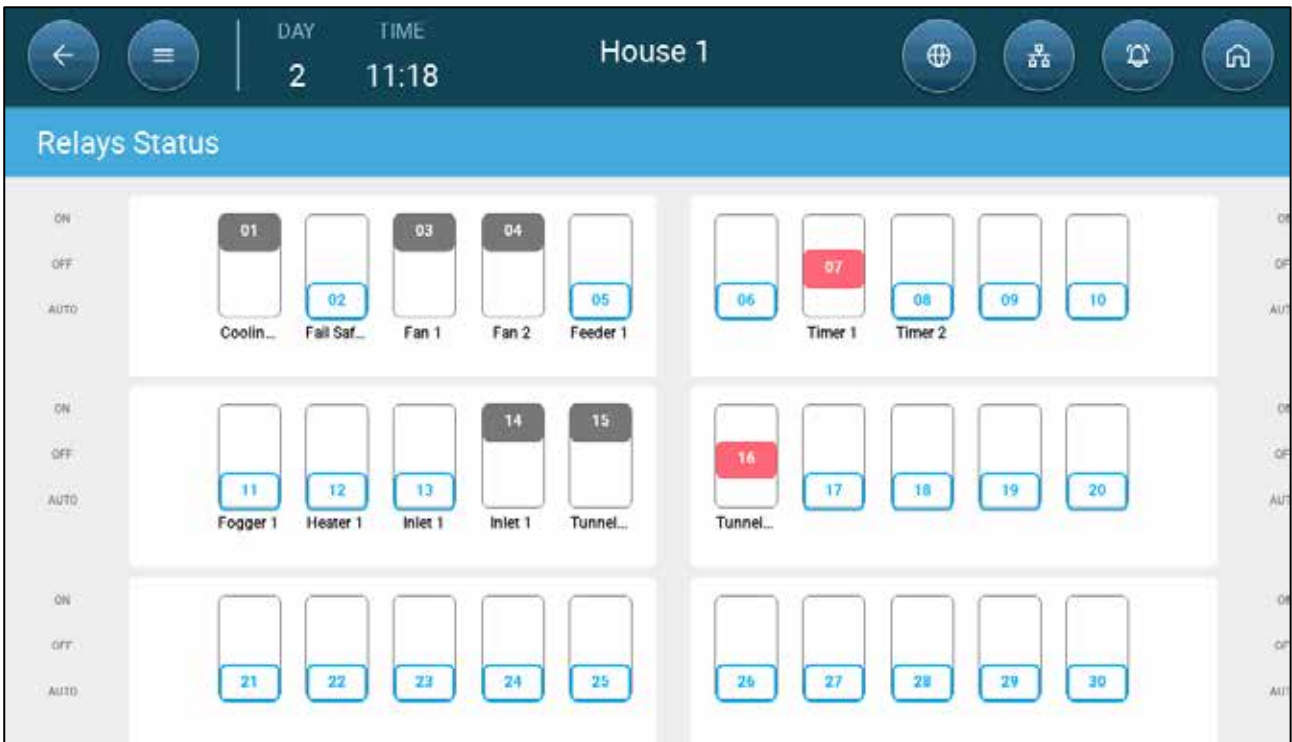 DAY TIME
House 1
2 11:18
Relays Status
ON
OFF
AUTO
01 02 03 04 05
Coolin... Fail Saf... Fan 1 Fan 2 Feeder 1
06 07 08 09 10
Timer 1 Timer 2
ON
OFF
AUTO
11 12 13 14 15
Fogger 1 Heater 1 Inlet 1 Inlet 1 Tunnel...
16 17 18 19 20
Tunnel...
ON
OFF
AUTO
21 22 23 24 25
26 27 28 29 30